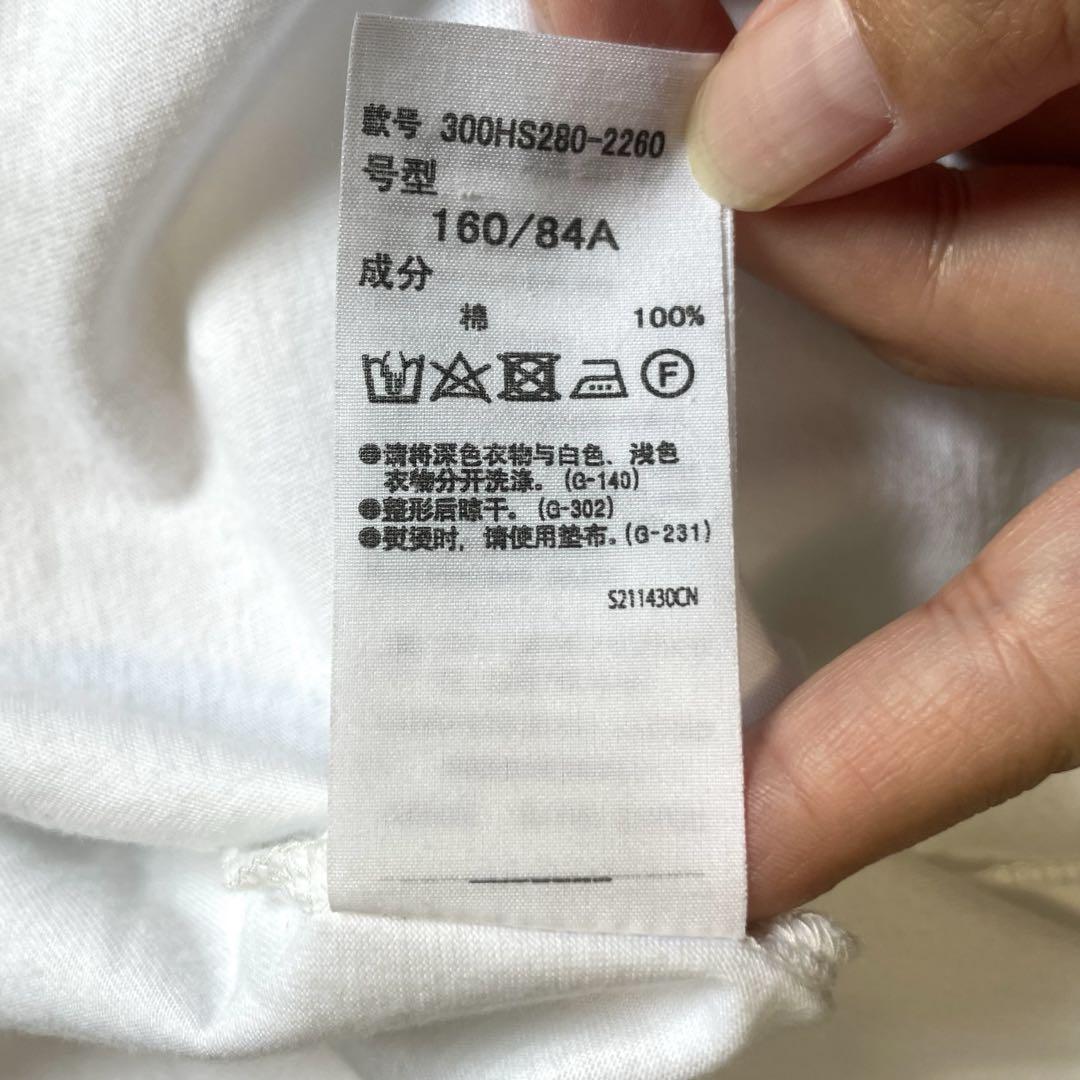 款号 300HS280-2260
号型
160/84A
成分
棉 100%
F
●请将深色衣物与白色、浅色
衣物分开洗涤。(G-140)
●整形后晾干。(G-302)
●熨烫时，请使用垫布。(G-231)
S211430CN